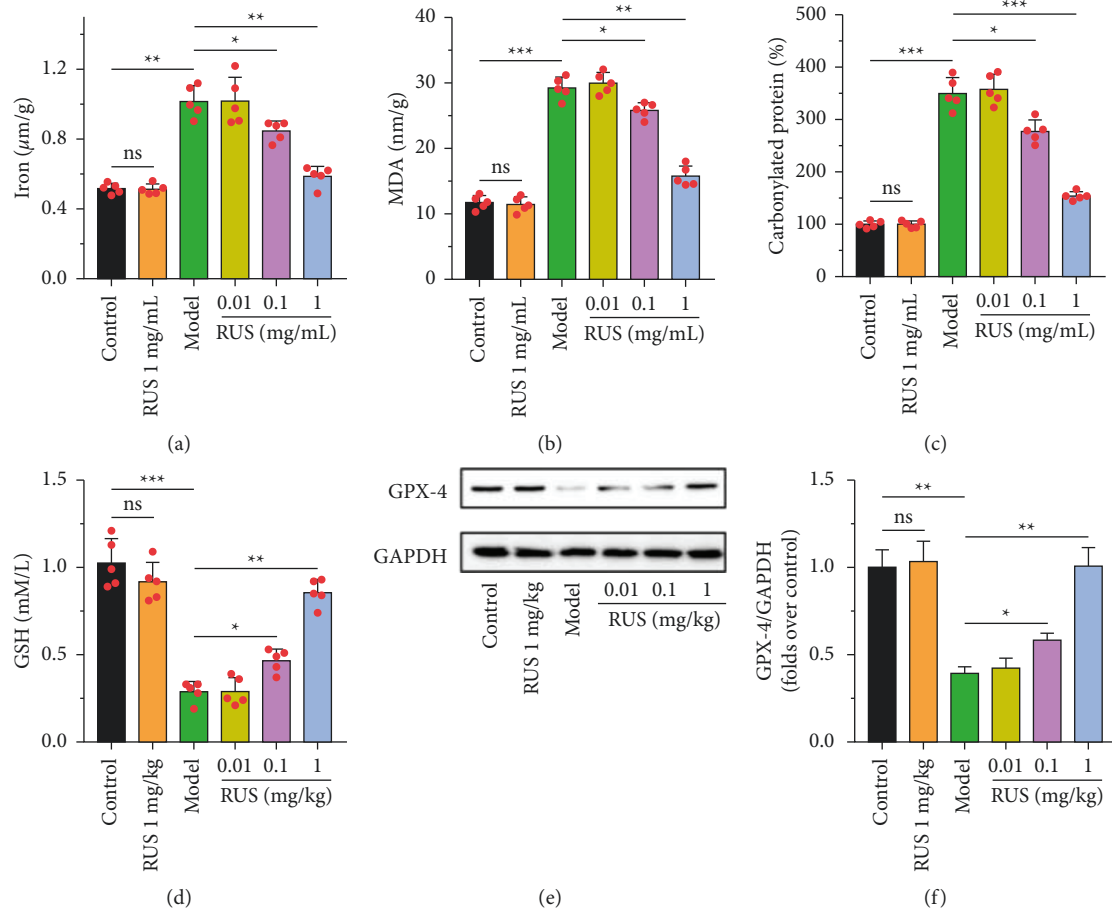 **
*
**
ns
Iron (μm/g)
1.2
0.8
0.4
0.0
Control
RUS 1 mg/mL
Model
0.01 0.1 1
RUS (mg/mL)
(a)
**
*
***
ns
MDA (nm/g)
40
30
20
10
0
Control
RUS 1 mg/mL
Model
0.01 0.1 1
RUS (mg/mL)
(b)
***
*
***
ns
Carbonylated protein (%)
500
400
350
300
250
200
150
100
50
0
Control
RUS 1 mg/mL
Model
0.01 0.1 1
RUS (mg/mL)
(c)
***
ns
**
*
GSH (mM/L)
1.5
1.0
0.5
0.0
Control
RUS 1 mg/kg
Model
0.01 0.1 1
RUS (mg/kg)
(d)
GPX-4
GAPDH
Control
RUS 1 mg/kg
Model
0.01 0.1 1
RUS (mg/kg)
(e)
**
ns
**
*
GPX-4/GAPDH
(folds over control)
1.5
1.0
0.5
0.0
Control
RUS 1 mg/kg
Model
0.01 0.1 1
RUS (mg/kg)
(f)